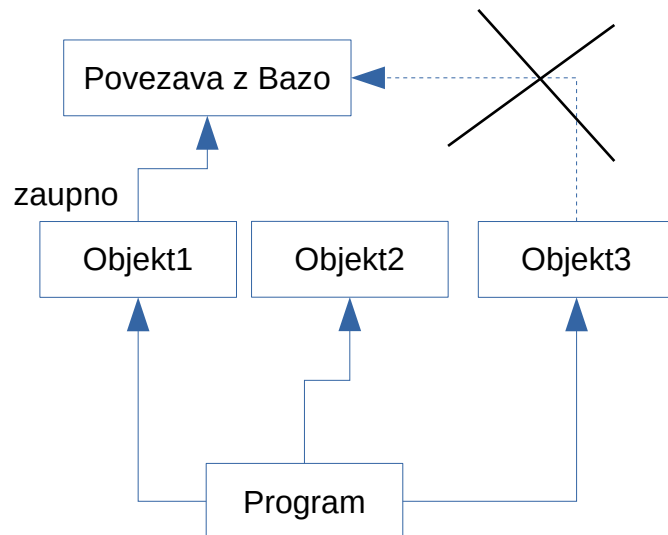 Povezava z Bazo
zaupno
Objekt1
Objekt2
Objekt3
Program